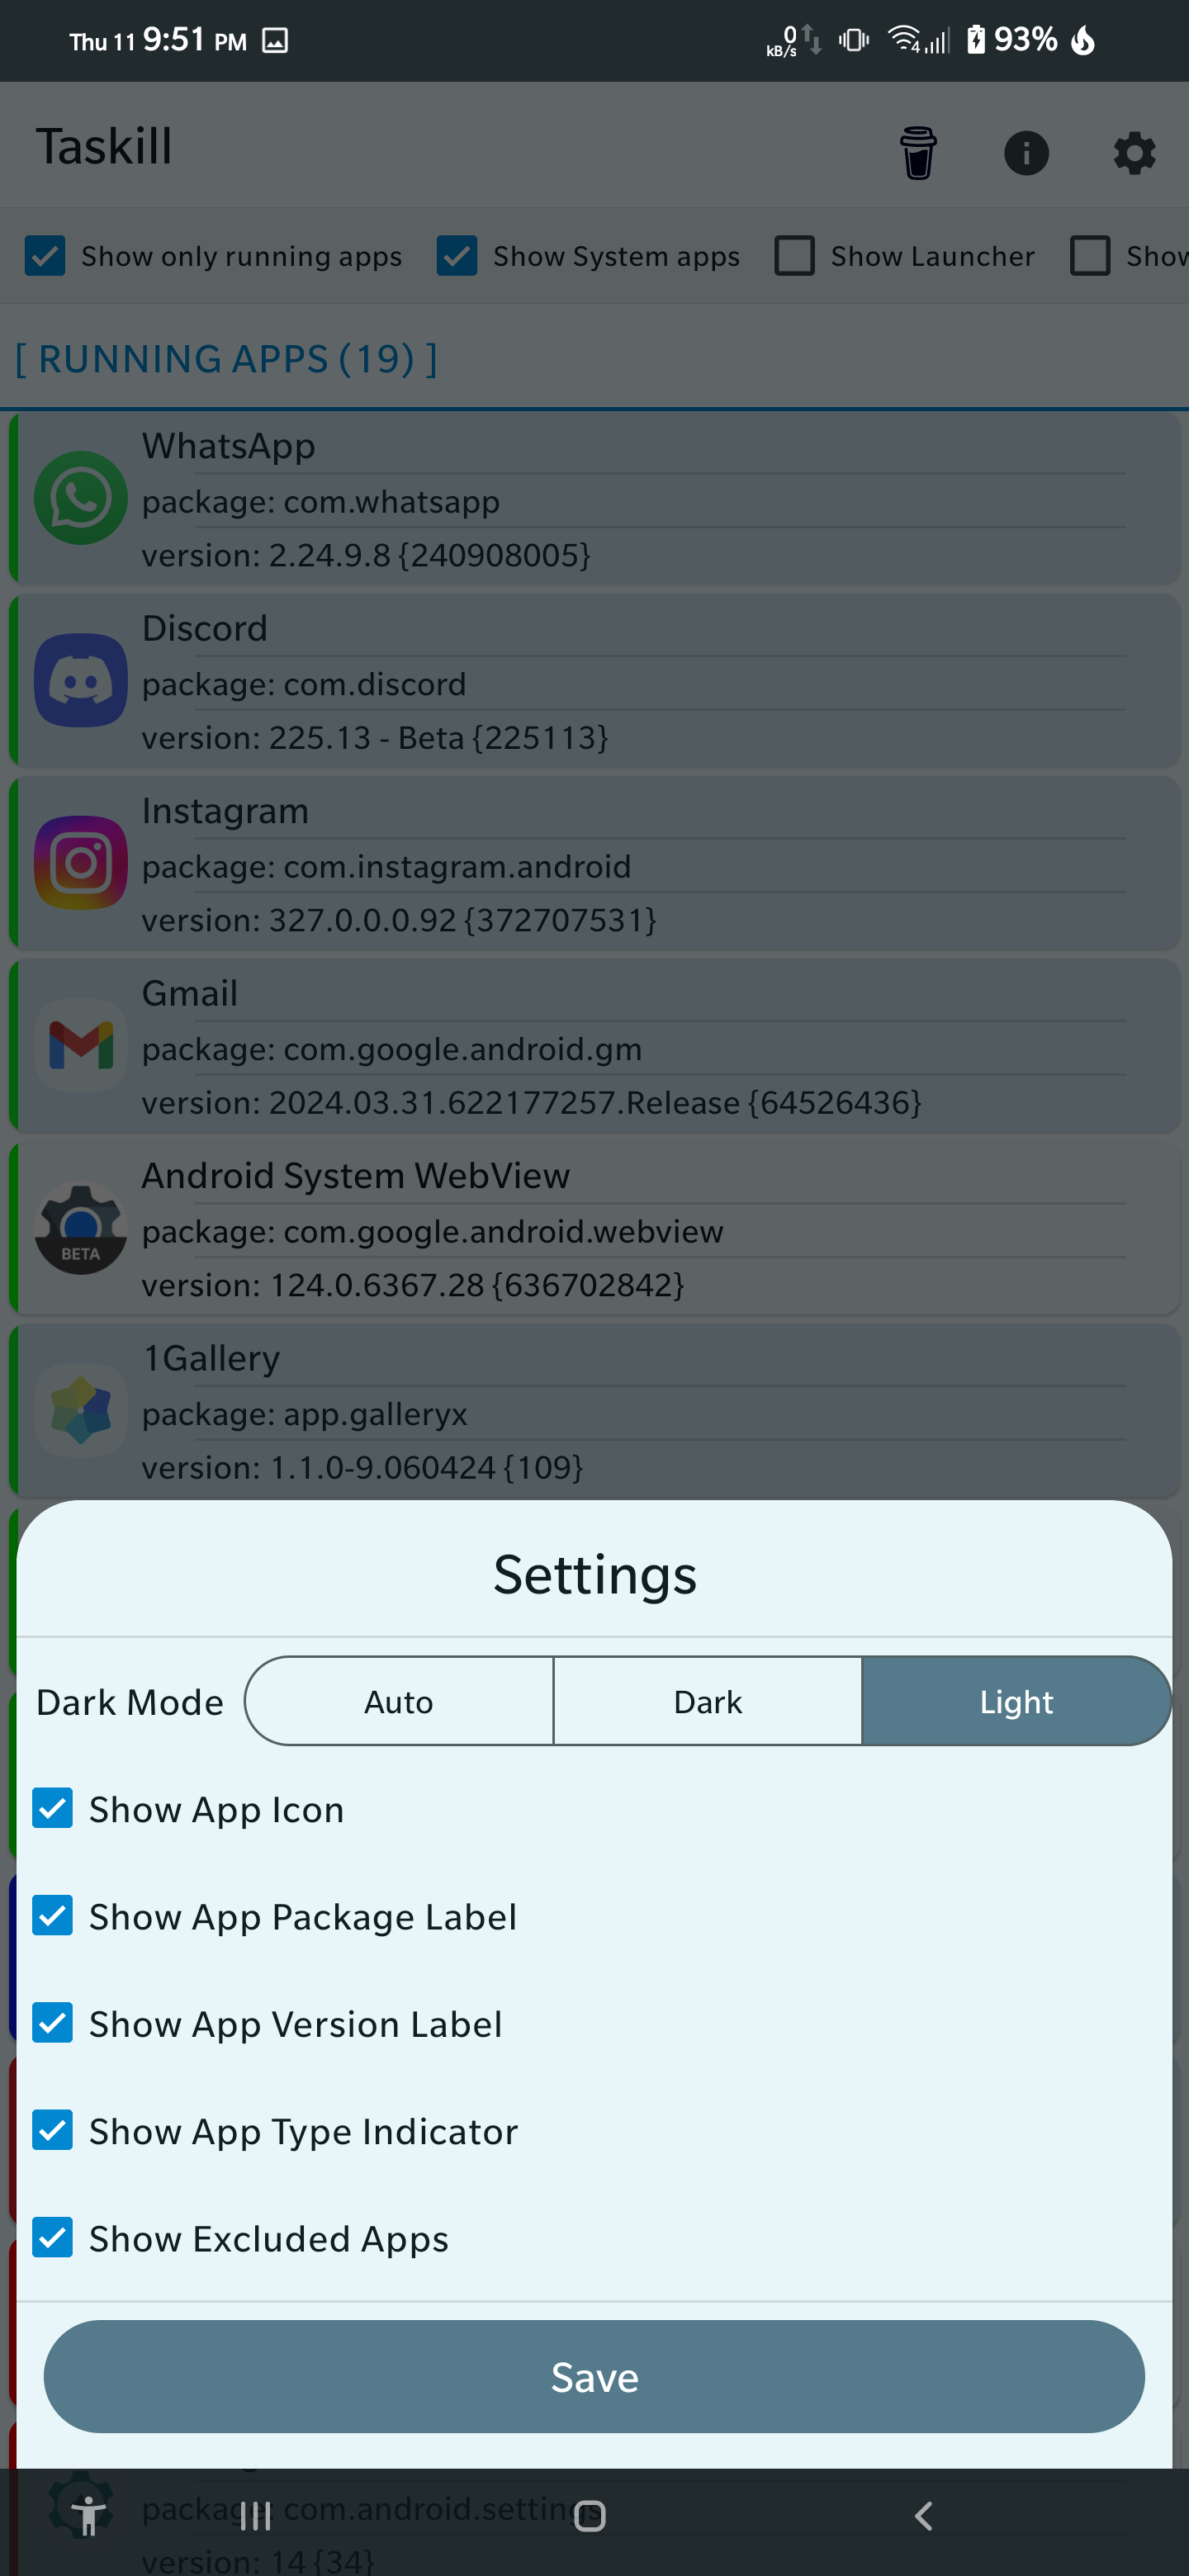 Thu 11 9:51 PM
0 kB/s 4 93%
Taskill
Show only running apps Show System apps Show Launcher Show
[ RUNNING APPS (19) ]
WhatsApp
package: com.whatsapp
version: 2.24.9.8 {240908005}
Discord
package: com.discord
version: 225.13 - Beta {225113}
Instagram
package: com.instagram.android
version: 327.0.0.0.92 {372707531}
Gmail
package: com.google.android.gm
version: 2024.03.31.622177257.Release {64526436}
Android System WebView
BETA
package: com.google.android.webview
version: 124.0.6367.28 {636702842}
1Gallery
package: app.galleryx
version: 1.1.0-9.060424 {109}
Settings
Dark Mode Auto Dark Light
Show App Icon
Show App Package Label
Show App Version Label
Show App Type Indicator
Show Excluded Apps
Save
package: com.android.settings
version: 14 {34}